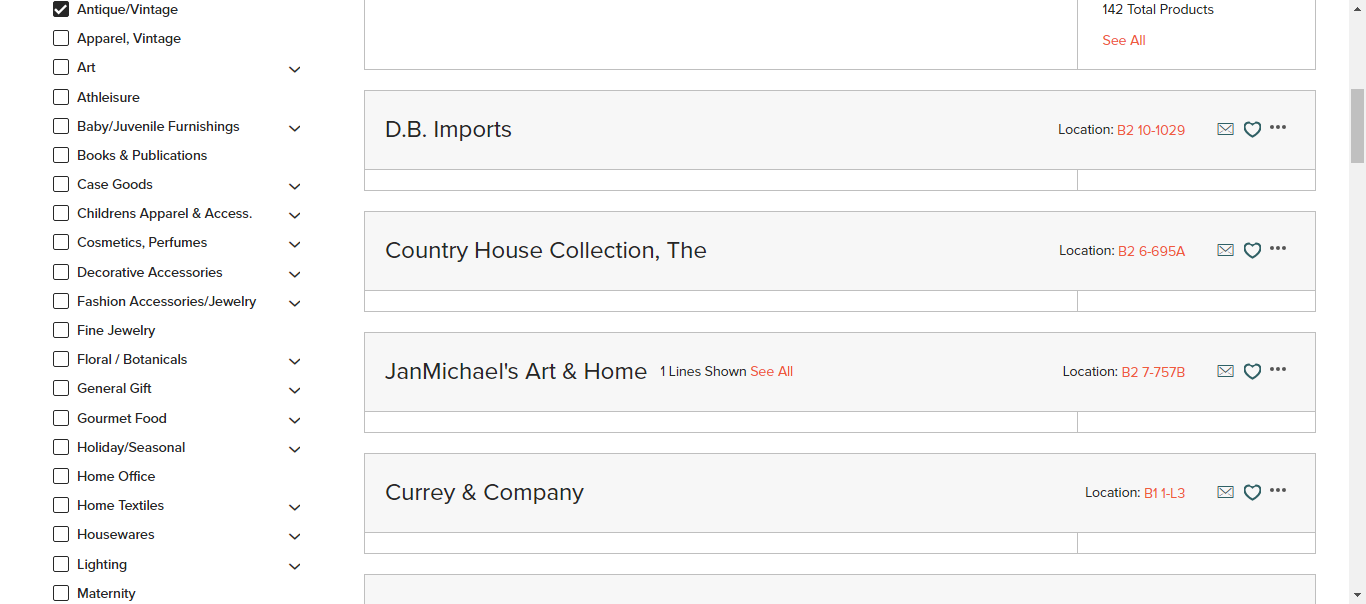 Antique/Vintage
Apparel, Vintage
Art
Athleisure
Baby/Juvenile Furnishings
Books & Publications
Case Goods
Childrens Apparel & Access.
Cosmetics, Perfumes
Decorative Accessories
Fashion Accessories/Jewelry
Fine Jewelry
Floral / Botanicals
General Gift
Gourmet Food
Holiday/Seasonal
Home Office
Home Textiles
Housewares
Lighting
Maternity
142 Total Products
See All
D.B. Imports
Location: B2 10-1029
Country House Collection, The
Location: B2 6-695A
JanMichael's Art & Home 1 Lines Shown See All
Location: B2 7-757B
Currey & Company
Location: B1 1-L3